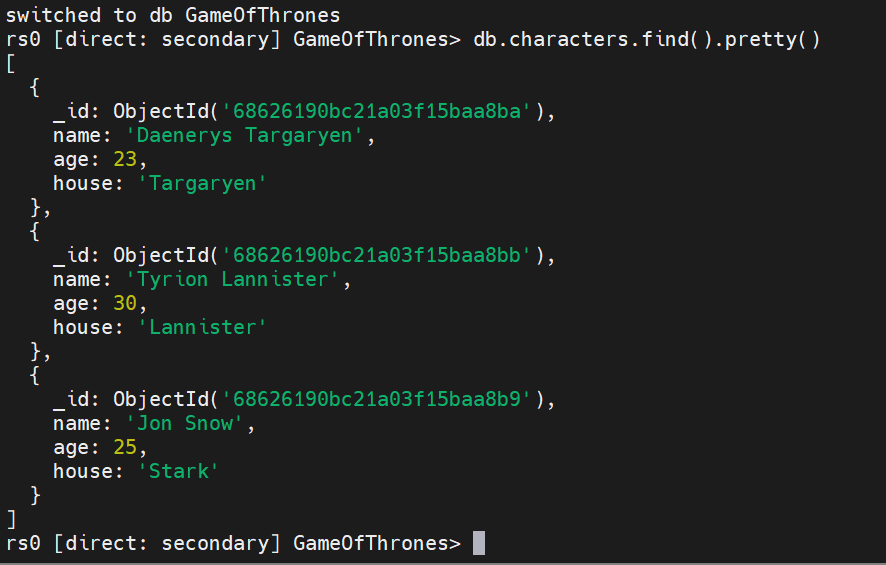 switched to db GameOfThrones
rs0 [direct: secondary] GameOfThrones> db.characters.find().pretty()
[
  {
    _id: ObjectId('68626190bc21a03f15baa8ba'),
    name: 'Daenerys Targaryen',
    age: 23,
    house: 'Targaryen'
  },
  {
    _id: ObjectId('68626190bc21a03f15baa8bb'),
    name: 'Tyrion Lannister',
    age: 30,
    house: 'Lannister'
  },
  {
    _id: ObjectId('68626190bc21a03f15baa8b9'),
    name: 'Jon Snow',
    age: 25,
    house: 'Stark'
  }
]
rs0 [direct: secondary] GameOfThrones>